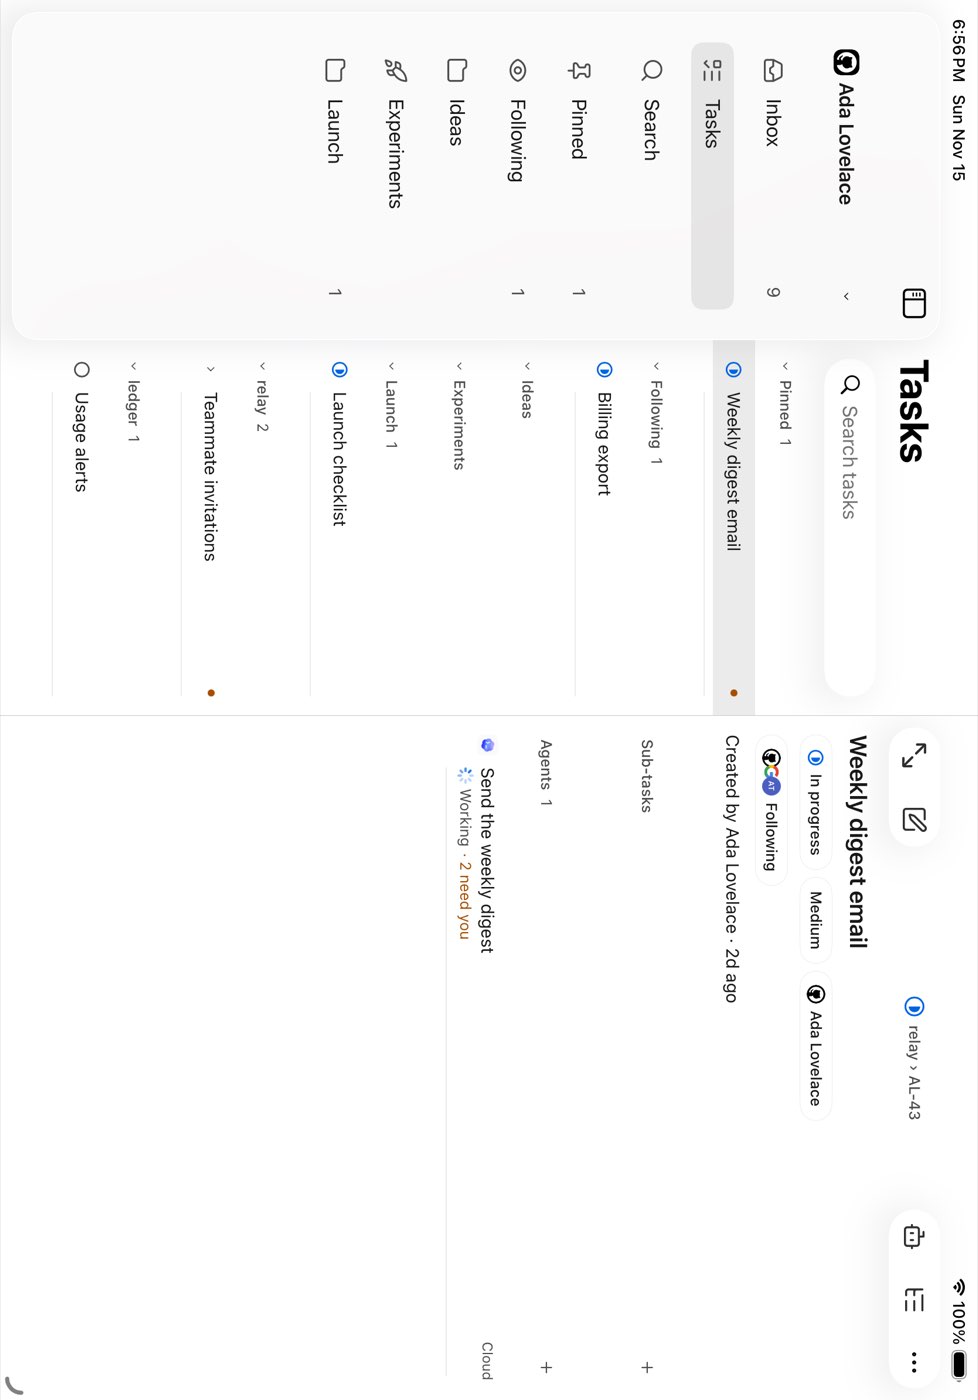 6:56 PM Sun Nov 15
100%
Ada Lovelace
Inbox 9
Tasks
Search
Pinned 1
Following 1
Ideas
Experiments
Launch 1
Tasks
Search tasks
Pinned 1
Weekly digest email
Following 1
Billing export
Ideas
Experiments
Launch 1
Launch checklist
relay 2
Teammate invitations
ledger 1
Usage alerts
relay › AL-43
Weekly digest email
In progress Medium Ada Lovelace
AT Following
Created by Ada Lovelace · 2d ago
Sub-tasks
Agents 1
Send the weekly digest Cloud
Working · 2 need you